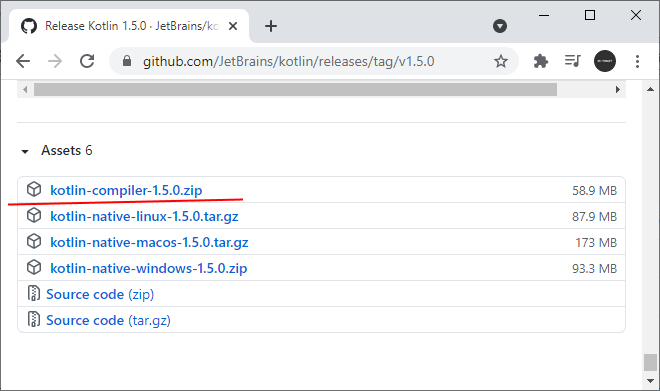 Release Kotlin 1.5.0 · JetBrains/ko
github.com/JetBrains/kotlin/releases/tag/v1.5.0
Assets 6
kotlin-compiler-1.5.0.zip 58.9 MB
kotlin-native-linux-1.5.0.tar.gz 87.9 MB
kotlin-native-macos-1.5.0.tar.gz 173 MB
kotlin-native-windows-1.5.0.zip 93.3 MB
Source code (zip)
Source code (tar.gz)